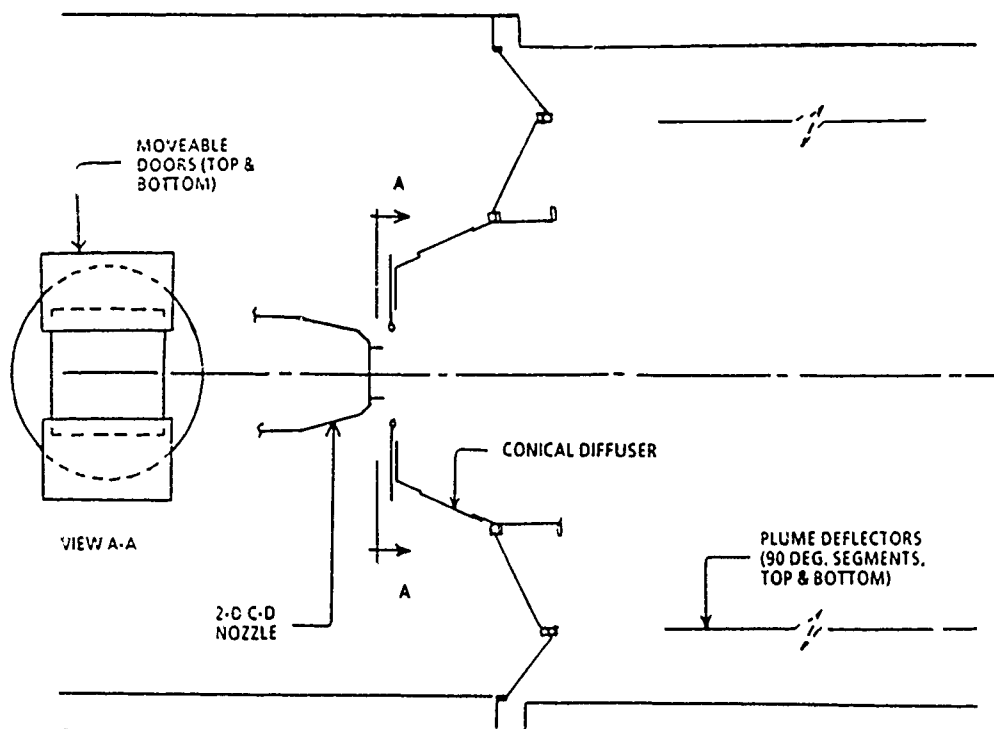 MOVEABLE
DOORS (TOP &
BOTTOM)
A
CONICAL DIFFUSER
VIEW A-A
A
2-D C-D
NOZZLE
PLUME DEFLECTORS
(90 DEG. SEGMENTS,
TOP & BOTTOM)